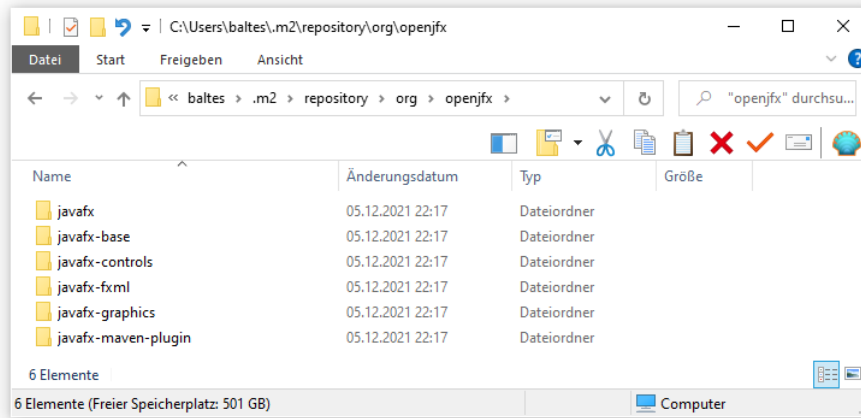 C:\Users\baltes\.m2\repository\org\openjfx
Datei Start Freigeben Ansicht
« baltes > .m2 > repository > org > openjfx > "openjfx" durchsu...
Name Änderungsdatum Typ Größe
javafx 05.12.2021 22:17 Dateiordner
javafx-base 05.12.2021 22:17 Dateiordner
javafx-controls 05.12.2021 22:17 Dateiordner
javafx-fxml 05.12.2021 22:17 Dateiordner
javafx-graphics 05.12.2021 22:17 Dateiordner
javafx-maven-plugin 05.12.2021 22:17 Dateiordner
6 Elemente
6 Elemente (Freier Speicherplatz: 501 GB) Computer